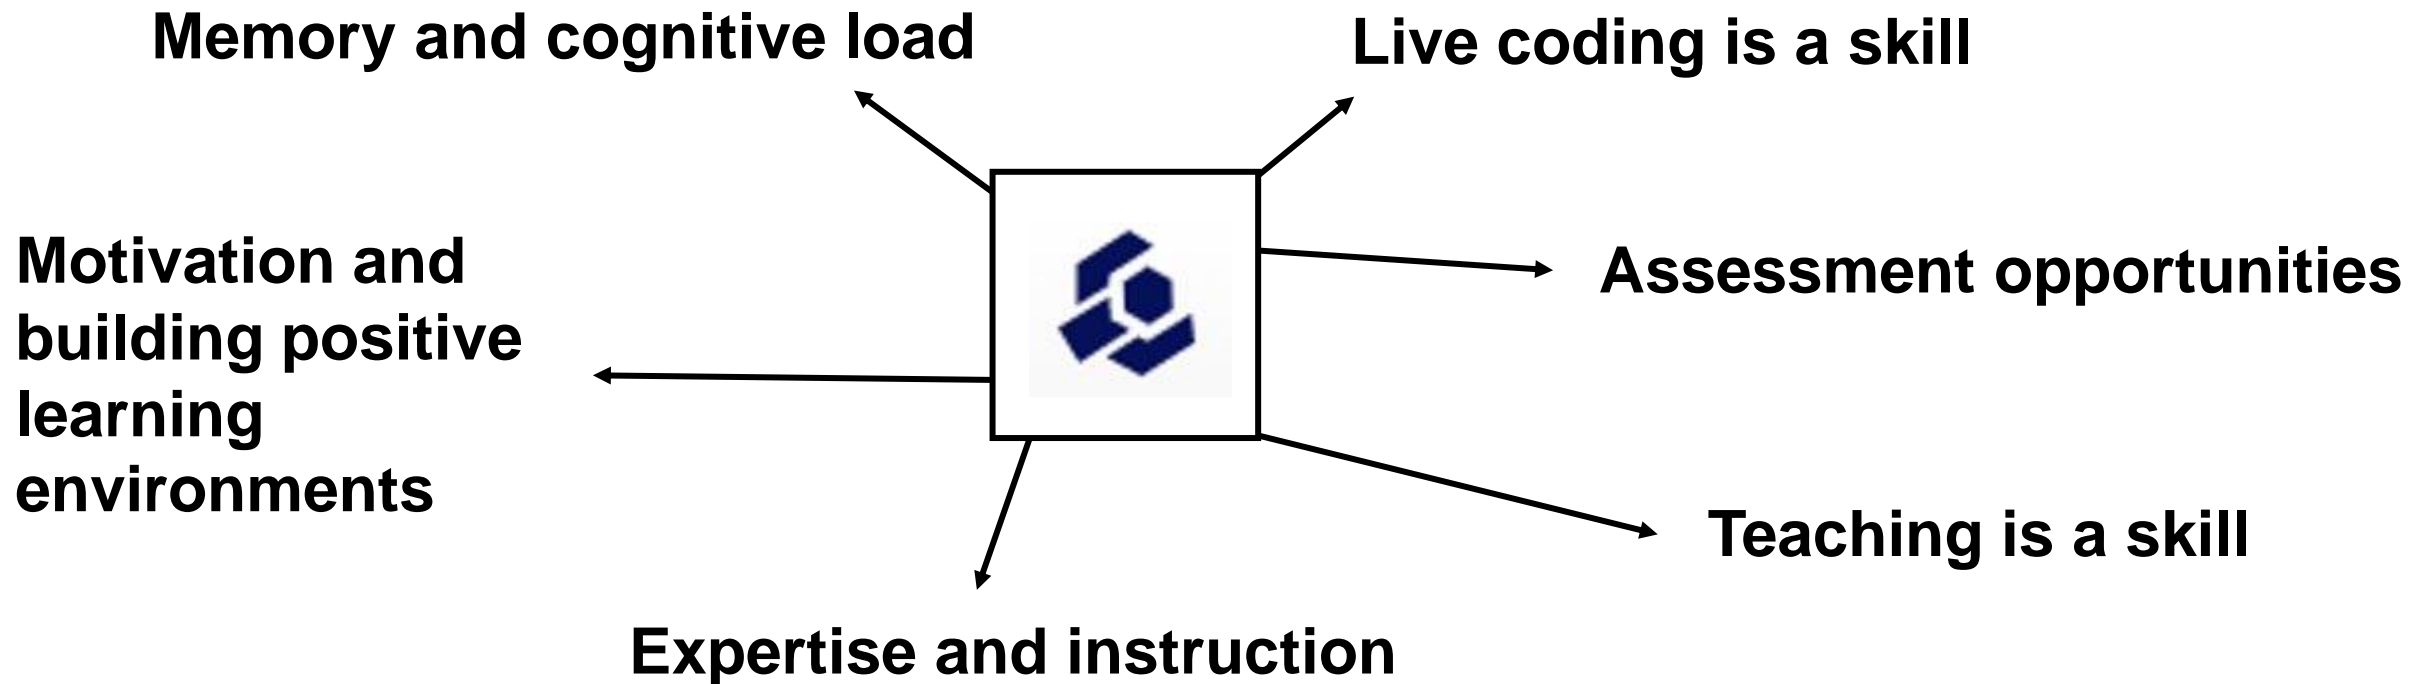 Memory and cognitive load
Live coding is a skill
Motivation and
building positive
learning
environments
Assessment opportunities
Teaching is a skill
Expertise and instruction